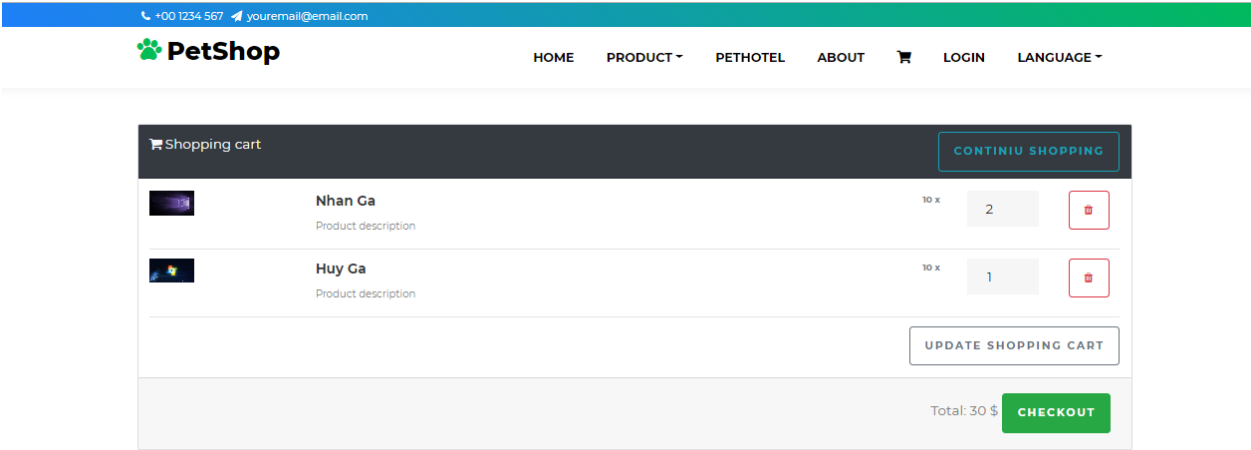 +00 1234 567 youremail@email.com
PetShop
HOME PRODUCT PETHOTEL ABOUT LOGIN LANGUAGE
Shopping cart
CONTINIU SHOPPING
Nhan Ga 10 x 2
Product description
Huy Ga 10 x 1
Product description
UPDATE SHOPPING CART
Total: 30 $ CHECKOUT